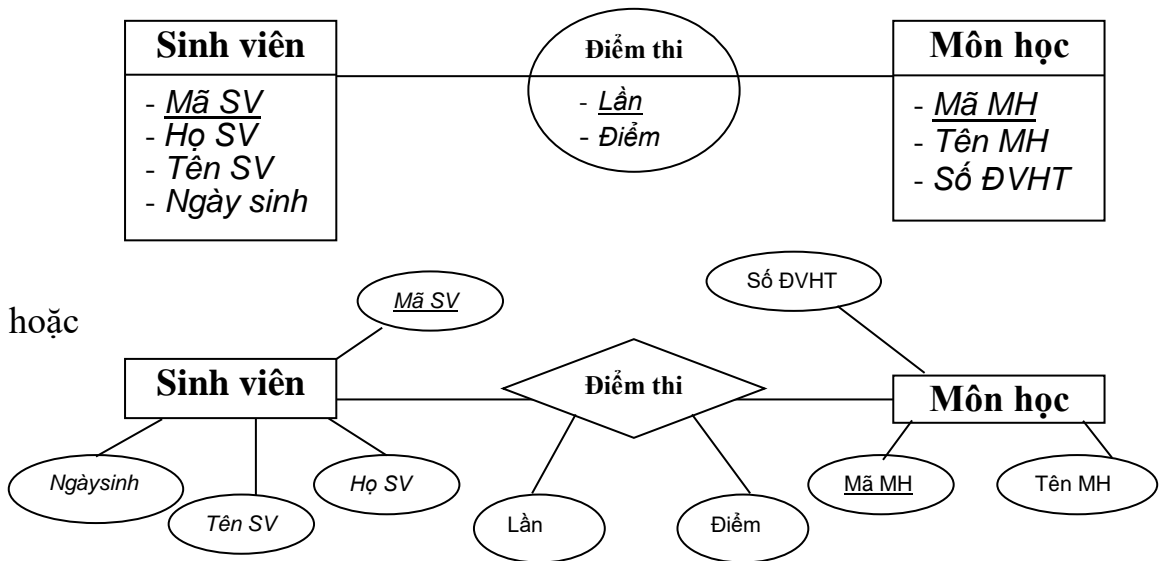 Sinh viên
- Mã SV
- Họ SV
- Tên SV
- Ngày sinh
Điểm thi
- Lần
- Điểm
Môn học
- Mã MH
- Tên MH
- Số ĐVHT
hoặc
Mã SV
Số ĐVHT
Sinh viên
Điểm thi
Môn học
Ngàysinh
Tên SV
Họ SV
Lần
Điểm
Mã MH
Tên MH